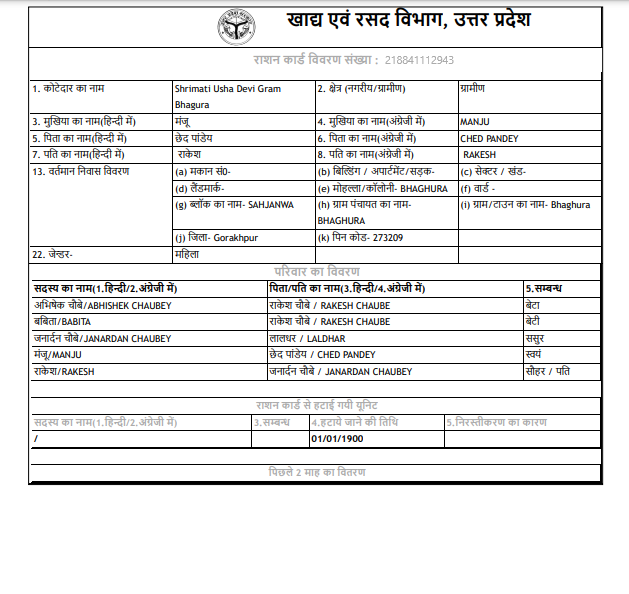 खाद्य एवं रसद विभाग, उत्तर प्रदेश
राशन कार्ड विवरण संख्या : 218841112943
1. कोटेदार का नाम Shrimati Usha Devi Gram Bhagura 2. क्षेत्र (नगरीय/ग्रामीण) ग्रामीण
3. मुखिया का नाम(हिन्दी में) मंजू 4. मुखिया का नाम(अंग्रेजी में) MANJU
5. पिता का नाम(हिन्दी में) छेद पांडेय 6. पिता का नाम(अंग्रेजी में) CHED PANDEY
7. पति का नाम(हिन्दी में) राकेश 8. पति का नाम(अंग्रेजी में) RAKESH
13. वर्तमान निवास विवरण (a) मकान सं0- (b) बिल्डिंग / अपार्टमेंट/सड़क- (c) सेक्टर / खंड-
(d) लैंडमार्क- (e) मोहल्ला/कॉलोनी- BHAGHURA (f) वार्ड -
(g) ब्लॉक का नाम- SAHJANWA (h) ग्राम पंचायत का नाम- BHAGHURA (i) ग्राम/टाउन का नाम- Bhaghura
(j) जिला- Gorakhpur (k) पिन कोड- 273209
22. जेन्डर- महिला
परिवार का विवरण
सदस्य का नाम(1.हिन्दी/2.अंग्रेजी में) पिता/पति का नाम(3.हिन्दी/4.अंग्रेजी में) 5.सम्बन्ध
अभिषेक चौबे/ABHISHEK CHAUBEY राकेश चौबे / RAKESH CHAUBE बेटा
बबिता/BABITA राकेश चौबे / RAKESH CHAUBE बेटी
जनार्दन चौबे/JANARDAN CHAUBEY लालधर / LALDHAR ससुर
मंजू/MANJU छेद पांडेय / CHED PANDEY स्वयं
राकेश/RAKESH जनार्दन चौबे / JANARDAN CHAUBEY सौहर / पति
राशन कार्ड से हटाई गयी यूनिट
सदस्य का नाम(1.हिन्दी/2.अंग्रेजी में) 3.सम्बन्ध 4.हटाये जाने की तिथि 5.निरस्तीकरण का कारण
/ 01/01/1900
पिछले 2 माह का वितरण